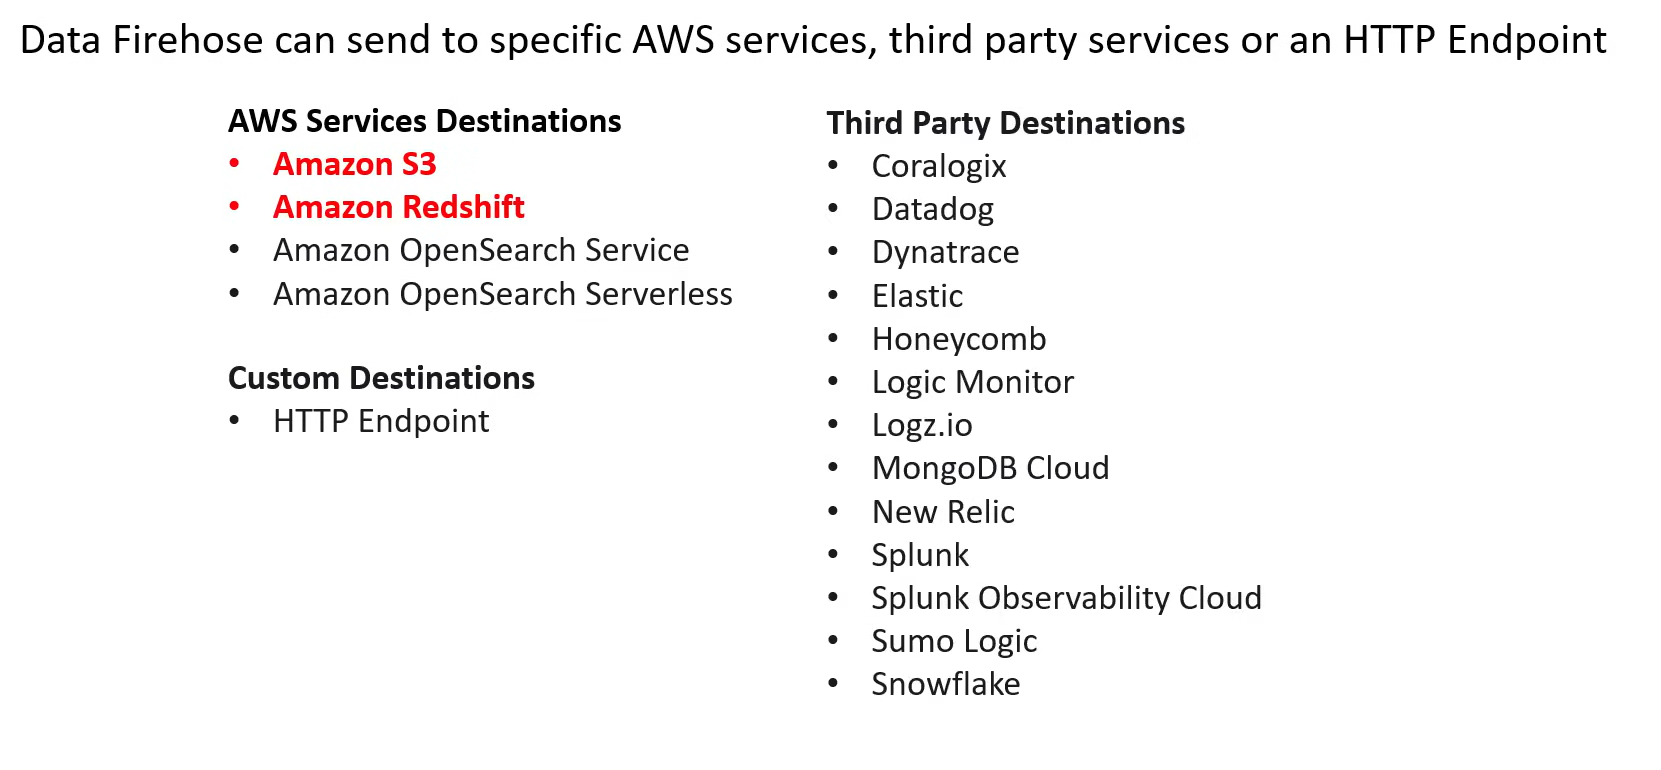 Data Firehose can send to specific AWS services, third party services or an HTTP Endpoint
AWS Services Destinations
• Amazon S3
• Amazon Redshift
• Amazon OpenSearch Service
• Amazon OpenSearch Serverless
Custom Destinations
• HTTP Endpoint
Third Party Destinations
• Coralogix
• Datadog
• Dynatrace
• Elastic
• Honeycomb
• Logic Monitor
• Logz.io
• MongoDB Cloud
• New Relic
• Splunk
• Splunk Observability Cloud
• Sumo Logic
• Snowflake